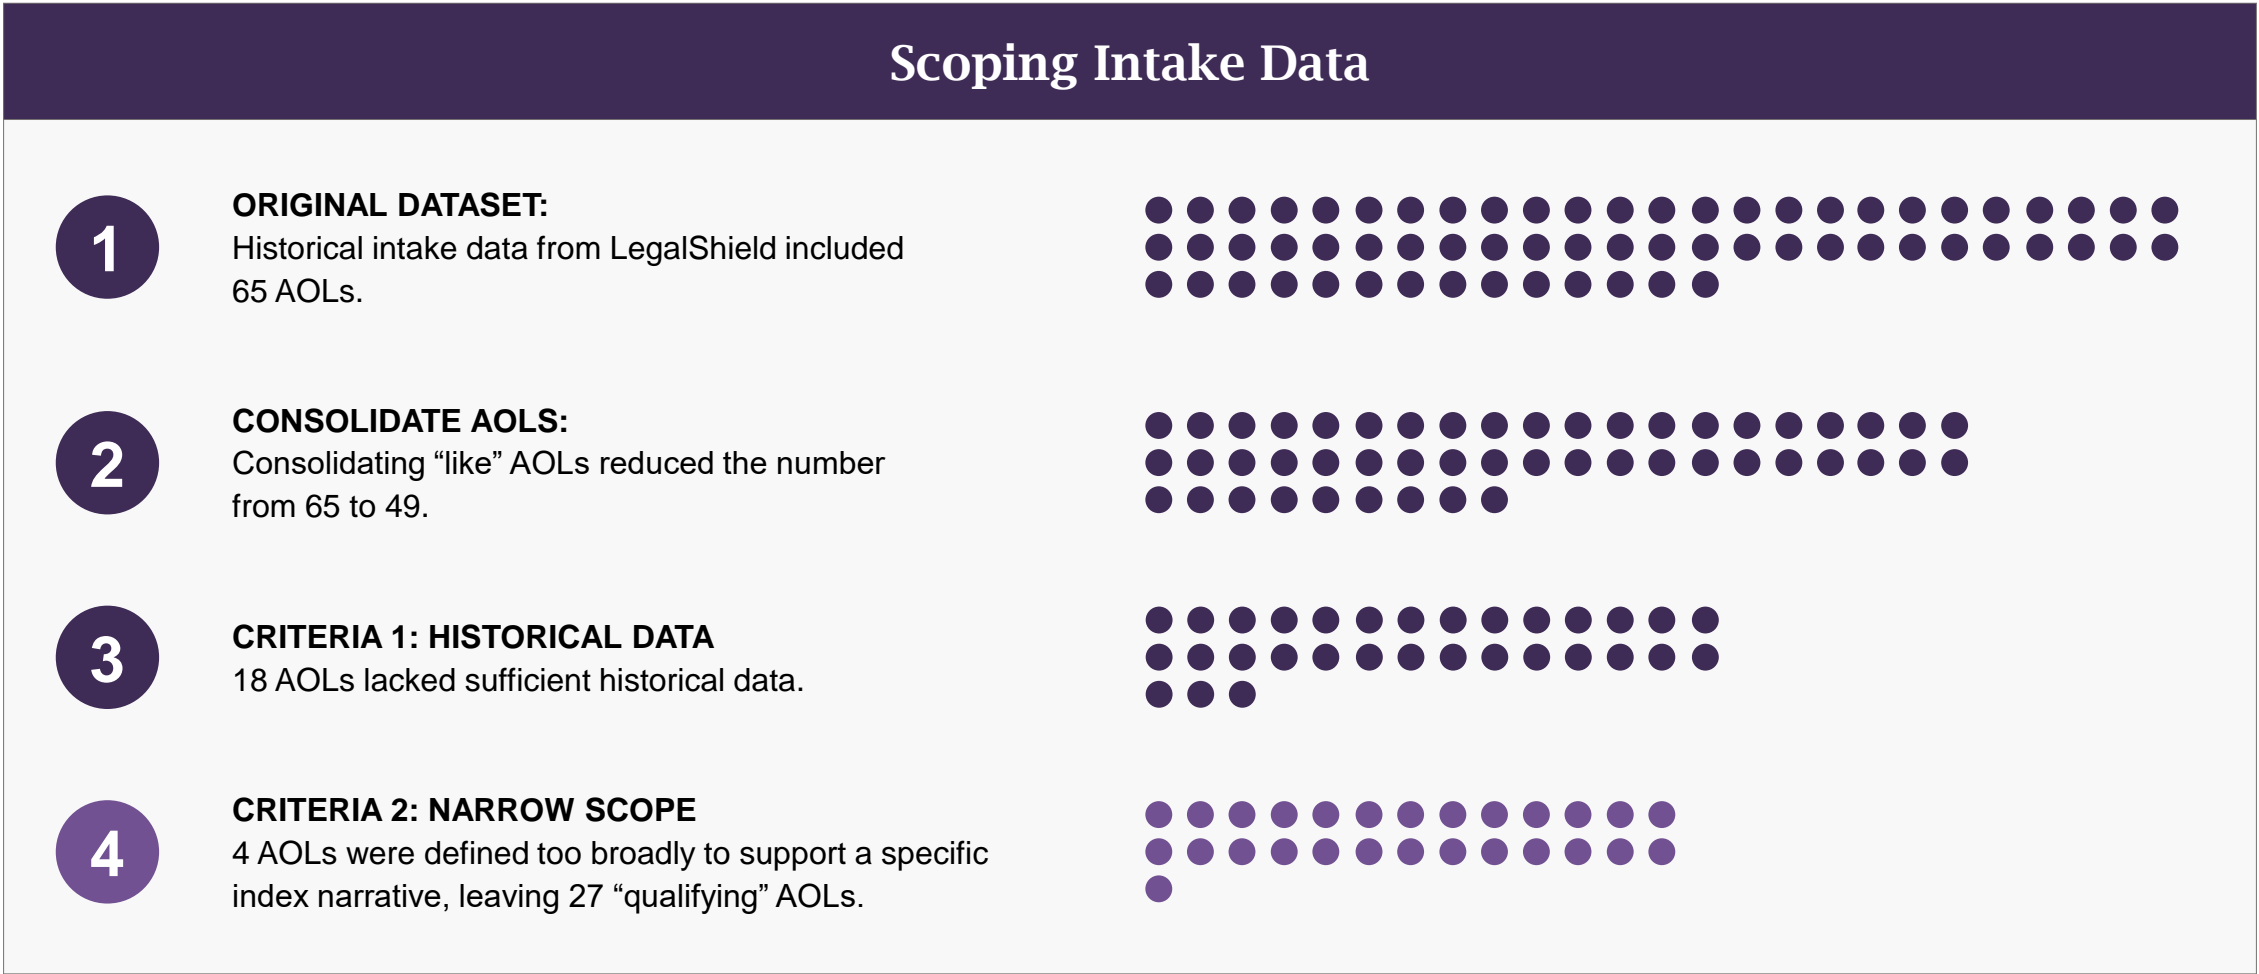 Scoping Intake Data
1
ORIGINAL DATASET:
Historical intake data from LegalShield included
65 AOLs.
2
CONSOLIDATE AOLS:
Consolidating “like” AOLs reduced the number
from 65 to 49.
3
CRITERIA 1: HISTORICAL DATA
18 AOLs lacked sufficient historical data.
4
CRITERIA 2: NARROW SCOPE
4 AOLs were defined too broadly to support a specific
index narrative, leaving 27 “qualifying” AOLs.